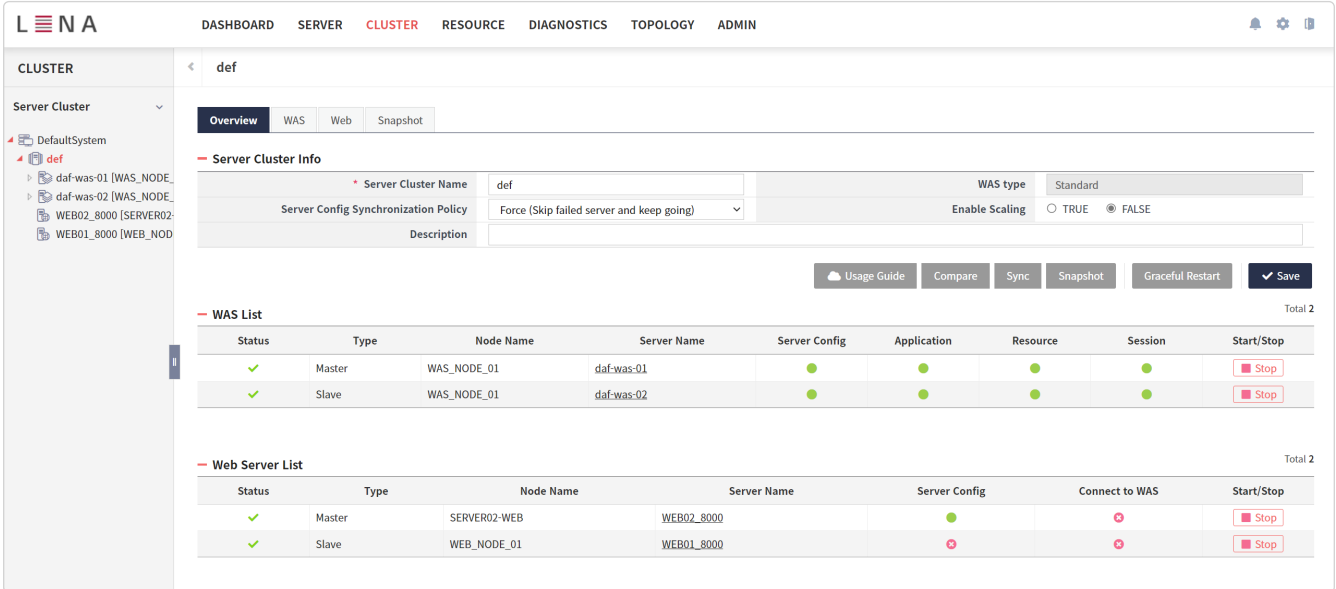 LENA
DASHBOARD SERVER CLUSTER RESOURCE DIAGNOSTICS TOPOLOGY ADMIN
CLUSTER
def
Server Cluster
DefaultSystem
def
daf-was-01 [WAS_NODE_
daf-was-02 [WAS_NODE_
WEB02_8000 [SERVER02-
WEB01_8000 [WEB_NOD
Overview WAS Web Snapshot
Server Cluster Info
* Server Cluster Name def WAS type Standard
Server Config Synchronization Policy Force (Skip failed server and keep going) Enable Scaling TRUE FALSE
Description
Usage Guide Compare Sync Snapshot Graceful Restart Save
WAS List Total 2
Status Type Node Name Server Name Server Config Application Resource Session Start/Stop
Master WAS_NODE_01 daf-was-01 Stop
Slave WAS_NODE_01 daf-was-02 Stop
Web Server List Total 2
Status Type Node Name Server Name Server Config Connect to WAS Start/Stop
Master SERVER02-WEB WEB02_8000 Stop
Slave WEB_NODE_01 WEB01_8000 Stop